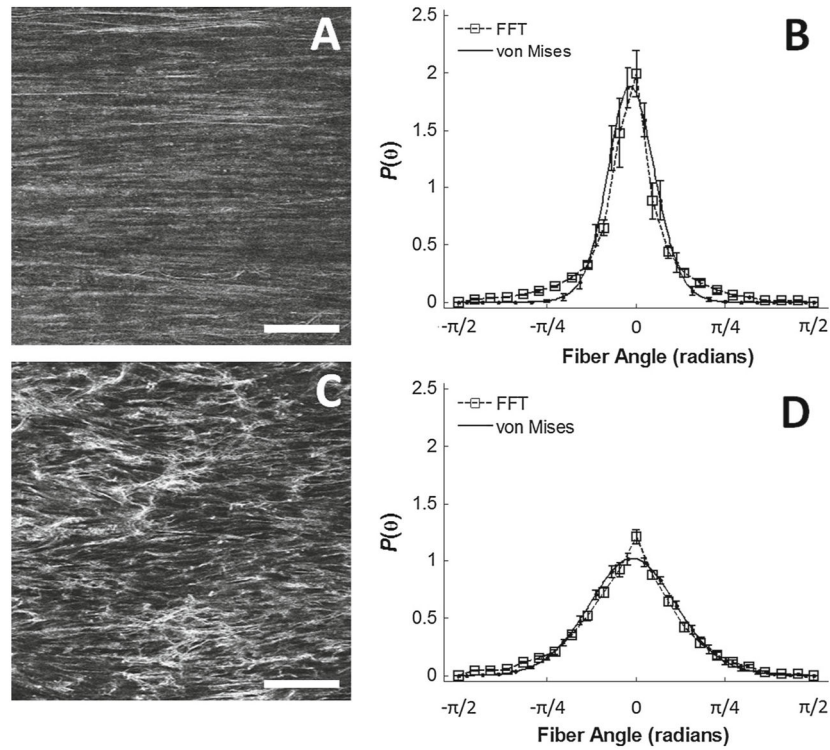 A
B
FFT
von Mises
2.5
2
1.5
1
0.5
0
P(θ)
-π/2
-π/4
0
π/4
π/2
Fiber Angle (radians)
C
D
FFT
von Mises
2.5
2
1.5
1
0.5
0
P(θ)
-π/2
-π/4
0
π/4
π/2
Fiber Angle (radians)